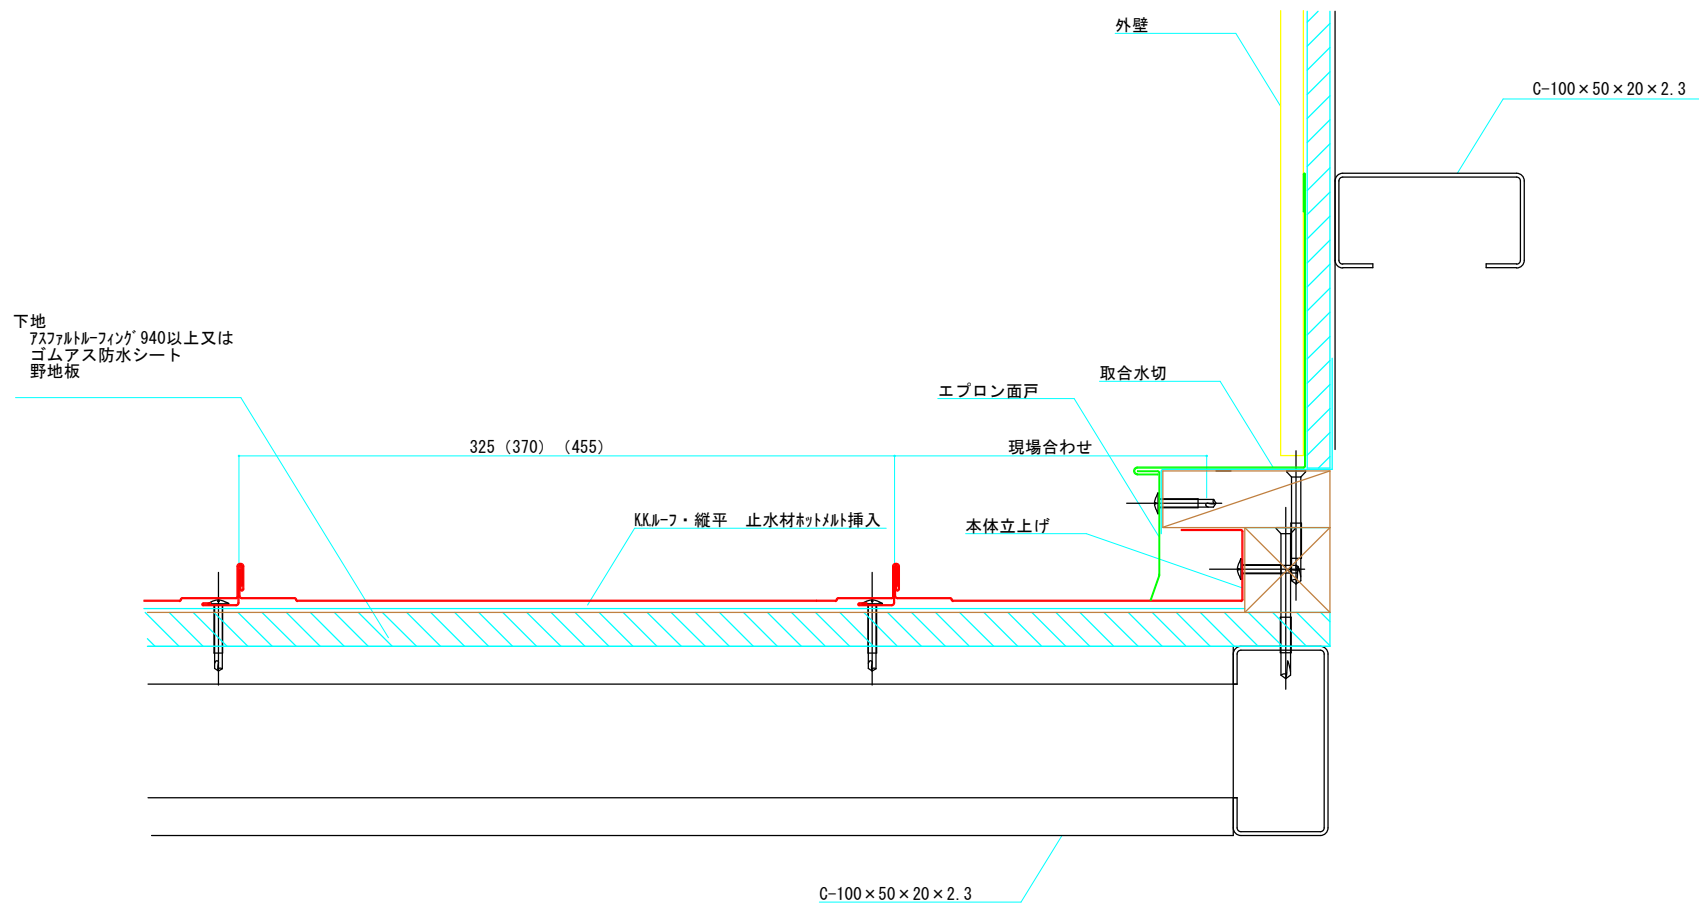 外壁
C-100×50×20×2.3
下地
ｱｽﾌｧﾙﾄﾙｰﾌｨﾝｸﾞ940以上又は
ゴムアス防水シート
野地板
取合水切
エプロン面戸
325（370）（455）
現場合わせ
KKﾙｰﾌ・縦平　止水材ﾎｯﾄﾒﾙﾄ挿入
本体立上げ
C-100×50×20×2.3